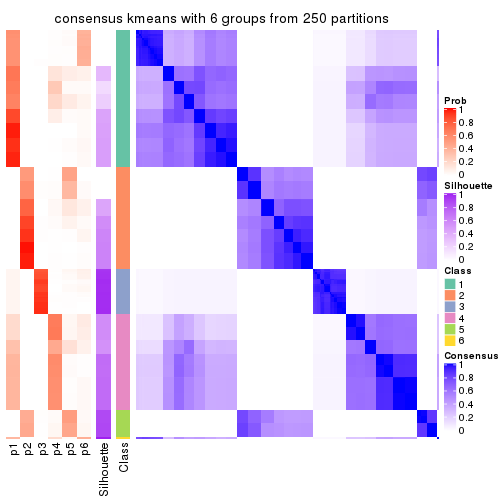 consensus kmeans with 6 groups from 250 partitions
Prob
1
0.8
0.6
0.4
0.2
0
Silhouette
1
0.8
0.6
0.4
0.2
0
Class
1
2
3
4
5
6
Consensus
1
0.8
0.6
0.4
0.2
0
p1
p2
p3
p4
p5
p6
Silhouette
Class